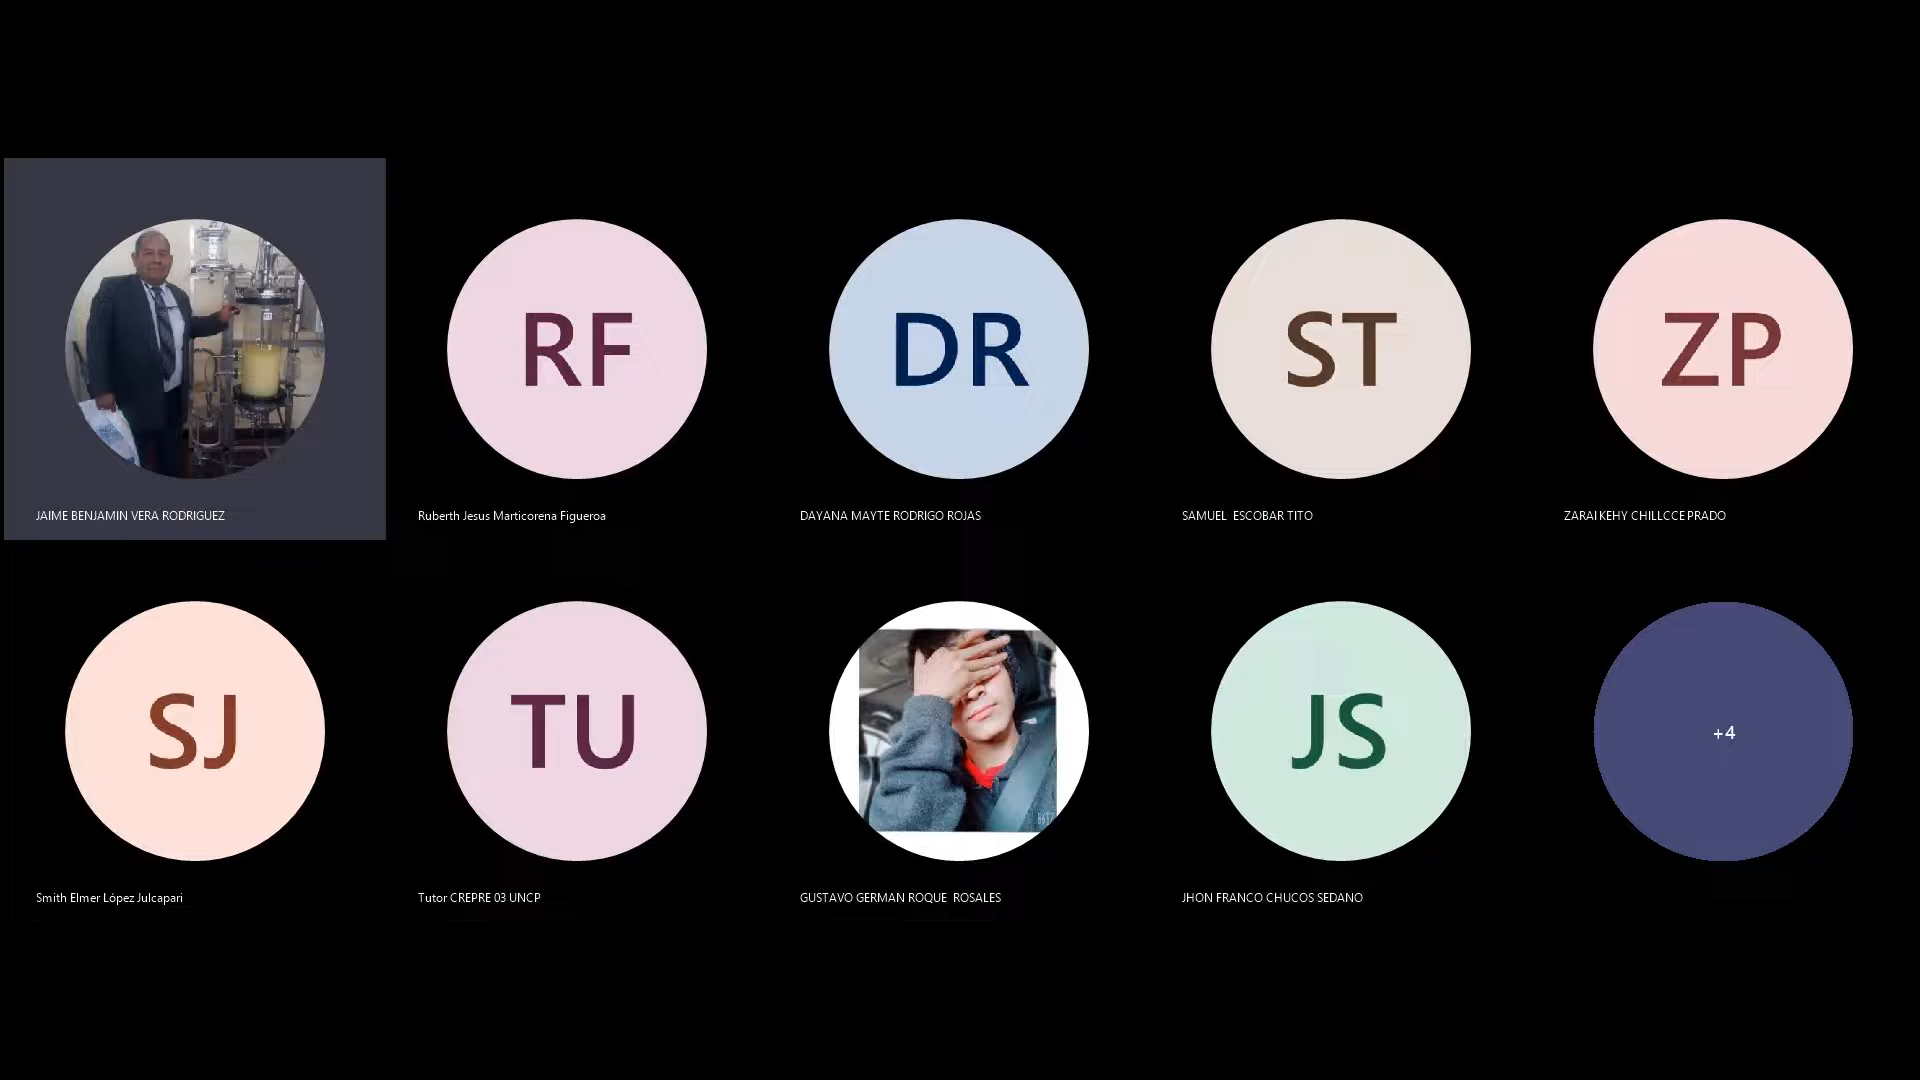 RF
DR
ST
ZP
JAIME BENJAMIN VERA RODRIGUEZ
Ruberth Jesus Marticorena Figueroa
DAYANA MAYTE RODRIGO ROJAS
SAMUEL ESCOBAR TITO
ZARAI KEHY CHILLCCE PRADO
SJ
TU
JS
+4
Smith Elmer López Julcapari
Tutor CREPRE 03 UNCP
GUSTAVO GERMAN ROQUE ROSALES
JHON FRANCO CHUCOS SEDANO